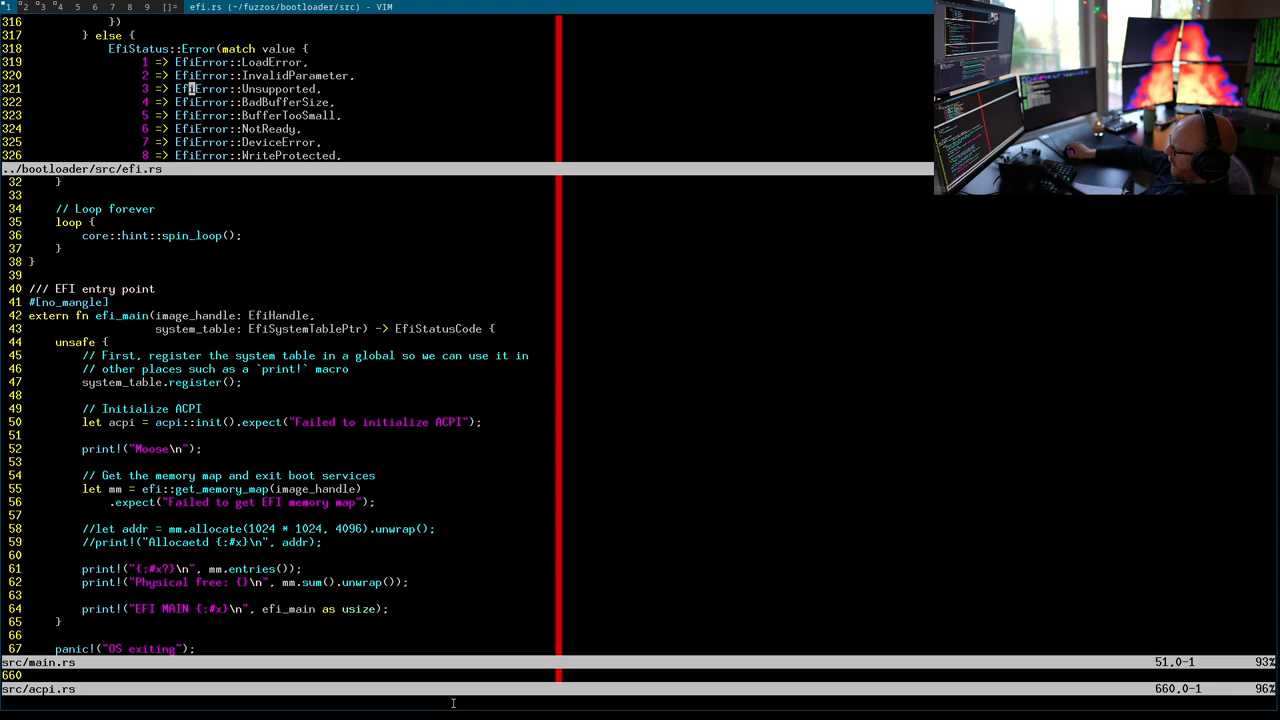 1 2 3 4 5 6 7 8 9 []= efi.rs (~/fuzzos/bootloader/src) - VIM
316 })
317 } else {
318 EfiStatus::Error(match value {
319 1 => EfiError::LoadError,
320 2 => EfiError::InvalidParameter,
321 3 => EfiError::Unsupported,
322 4 => EfiError::BadBufferSize,
323 5 => EfiError::BufferTooSmall,
324 6 => EfiError::NotReady,
325 7 => EfiError::DeviceError,
326 8 => EfiError::WriteProtected,
../bootloader/src/efi.rs
32 }
33
34 // Loop forever
35 loop {
36 core::hint::spin_loop();
37 }
38 }
39
40 /// EFI entry point
41 #[no_mangle]
42 extern fn efi_main(image_handle: EfiHandle,
43 system_table: EfiSystemTablePtr) -> EfiStatusCode {
44 unsafe {
45 // First, register the system table in a global so we can use it in
46 // other places such as a `print!` macro
47 system_table.register();
48
49 // Initialize ACPI
50 let acpi = acpi::init().expect("Failed to initialize ACPI");
51
52 print!("Moose\n");
53
54 // Get the memory map and exit boot services
55 let mm = efi::get_memory_map(image_handle)
56 .expect("Failed to get EFI memory map");
57
58 //let addr = mm.allocate(1024 * 1024, 4096).unwrap();
59 //print!("Allocaetd {:#x}\n", addr);
60
61 print!("{:#x?}\n", mm.entries());
62 print!("Physical free: {}\n", mm.sum().unwrap());
63
64 print!("EFI MAIN {:#x}\n", efi_main as usize);
65 }
66
67 panic!("OS exiting");
src/main.rs 51,0-1 93%
660
src/acpi.rs 660,0-1 96%